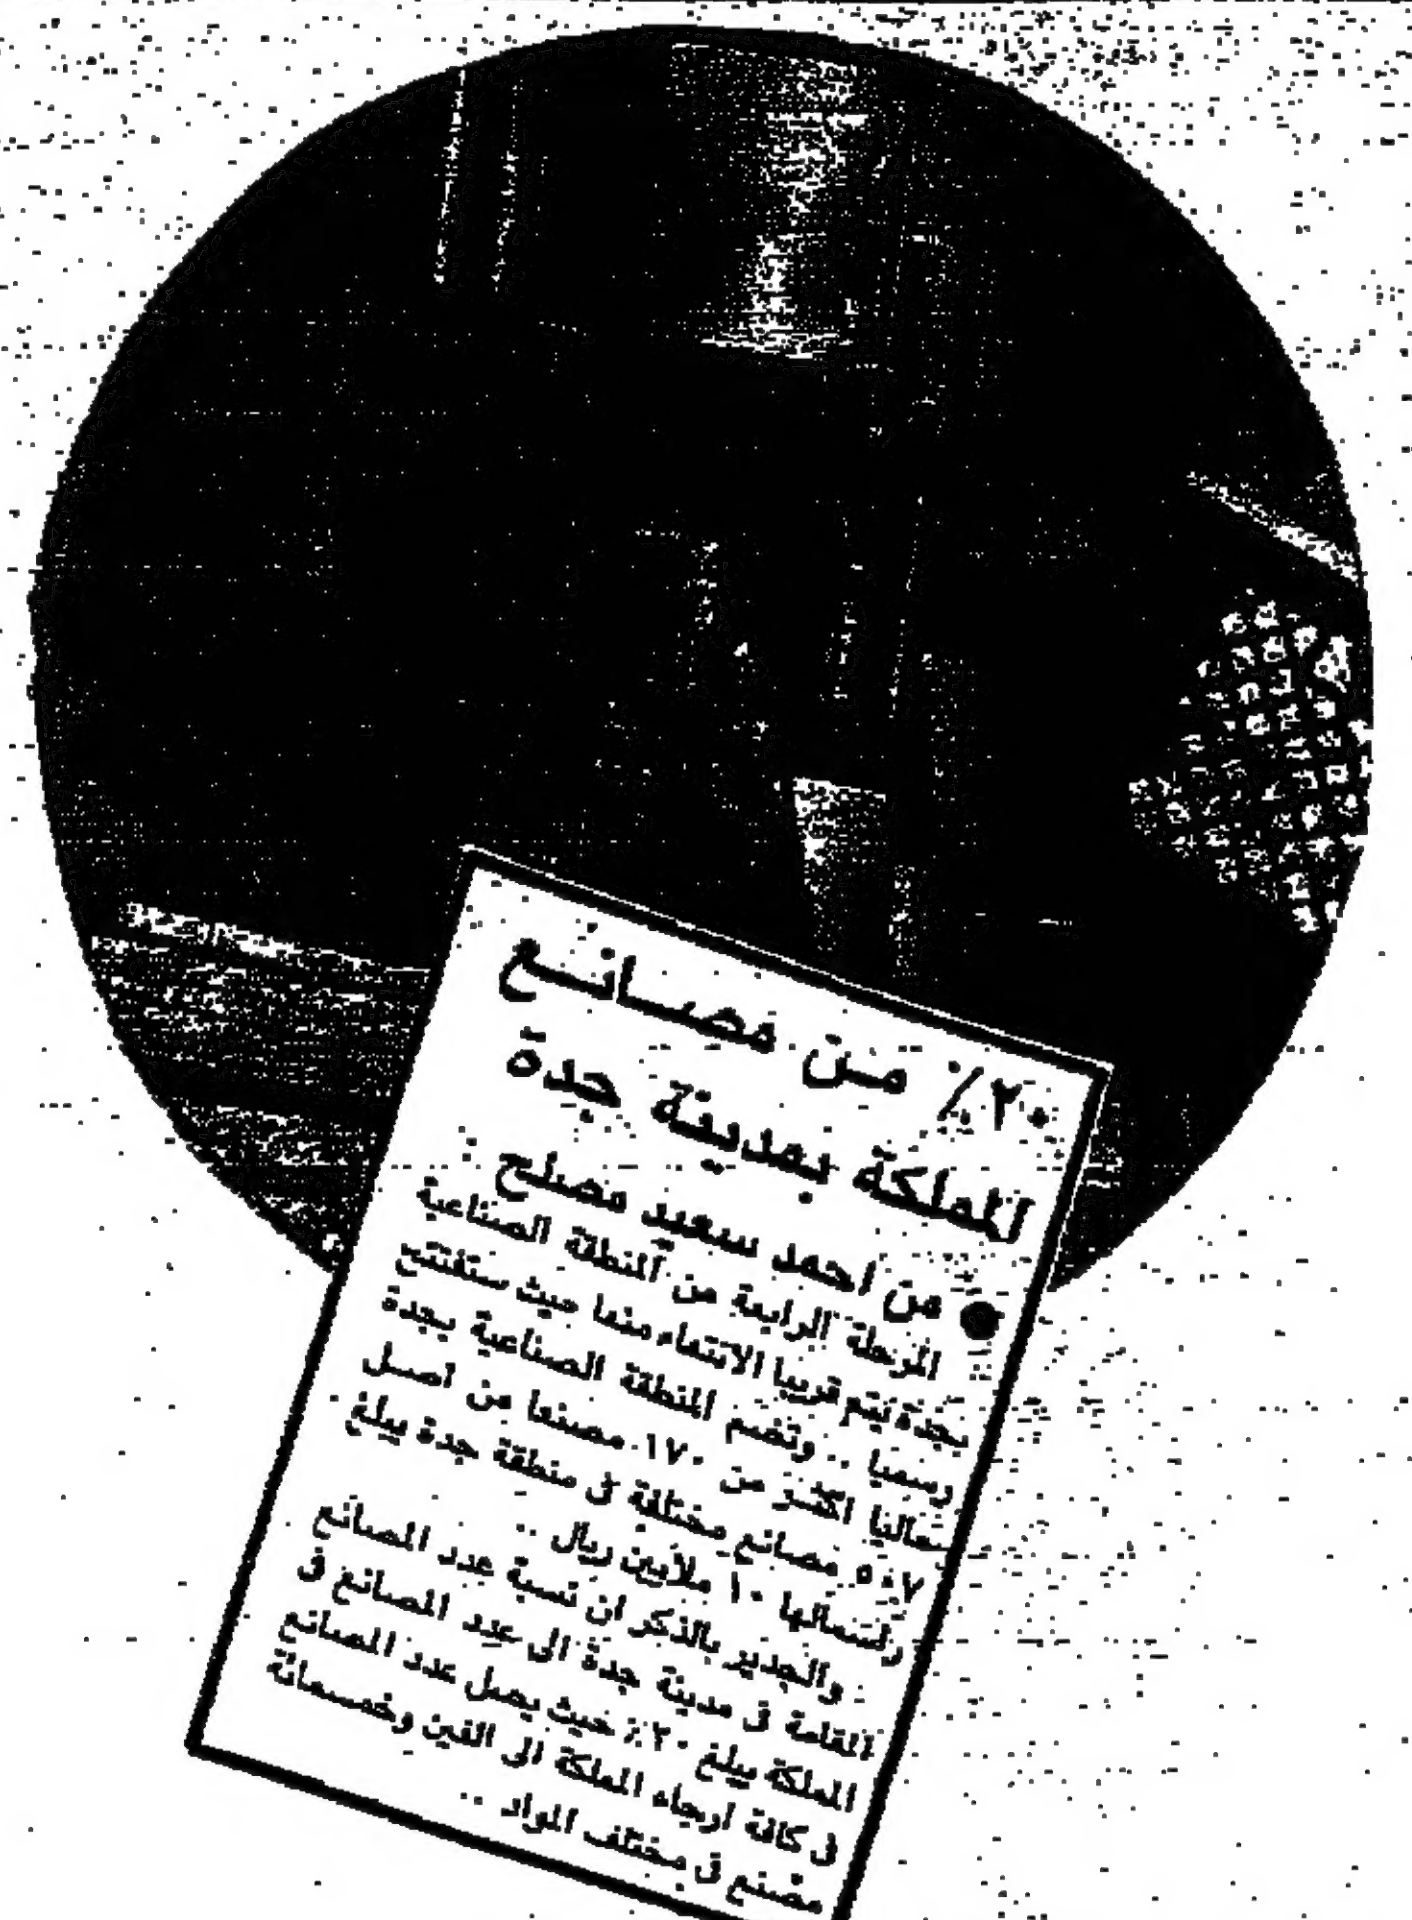 ٢٠٪ من مصانع
المملكة بمدينة جدة
● من احمد سعيد مصلح
المرحلة الرابعة من المنطقة الصناعية
بجدة يتم قريبا الانتهاء منها حيث ستفتتح
رسميا .. وتضم المنطقة الصناعية بجدة
حاليا اكثر من ١٧٠ مصنعا من اصل
٥٠٧ مصانع مختلفة في منطقة جدة يبلغ
رأسمالها ١٠ ملايين ريال ..
والجدير بالذكر ان نسبة عدد المصانع
المقامة في مدينة جدة الى عدد المصانع في
المملكة يبلغ ٢٠٪ حيث يصل عدد المصانع
في كافة ارجاء المملكة الى الفين وخمسمائة
مصنع في مختلف المواد ..